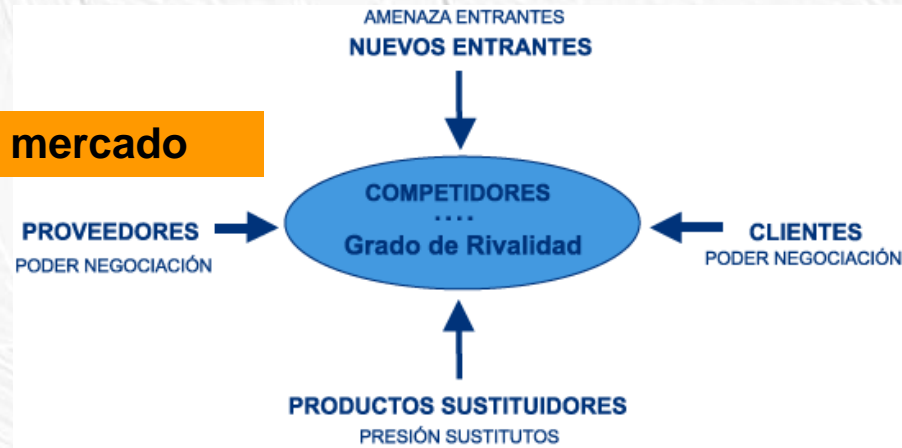 AMENAZA ENTRANTES
NUEVOS ENTRANTES
mercado
COMPETIDORES
....
Grado de Rivalidad
PROVEEDORES
PODER NEGOCIACIÓN
CLIENTES
PODER NEGOCIACIÓN
PRODUCTOS SUSTITUIDORES
PRESIÓN SUSTITUTOS